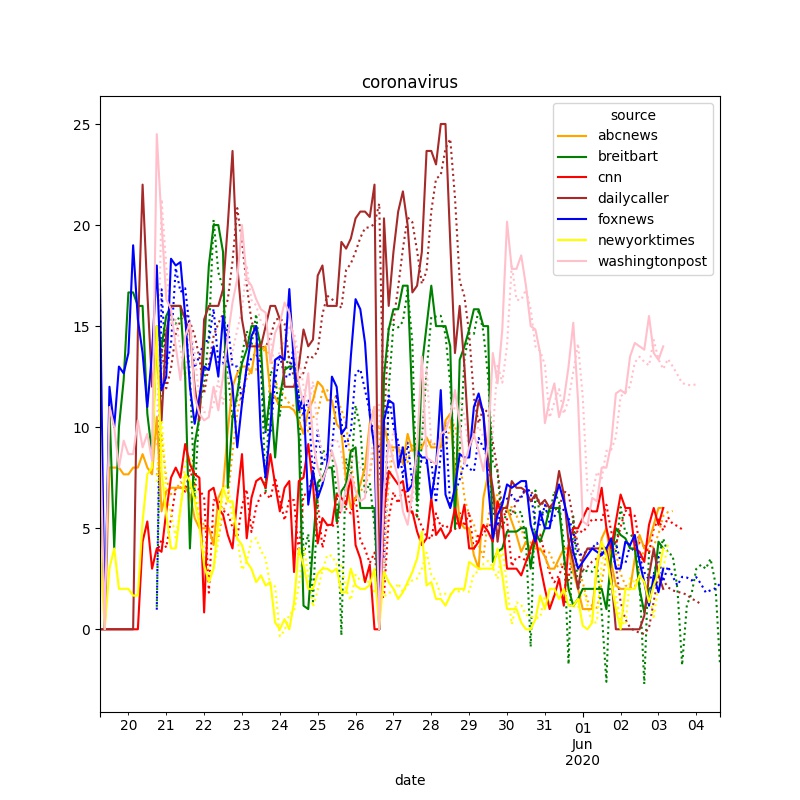 coronavirus
source
abcnews
breitbart
cnn
dailycaller
foxnews
newyorktimes
washingtonpost
25
20
15
10
5
0
20 21 22 23 24 25 26 27 28 29 30 31 01 02 03 04
Jun
2020
date